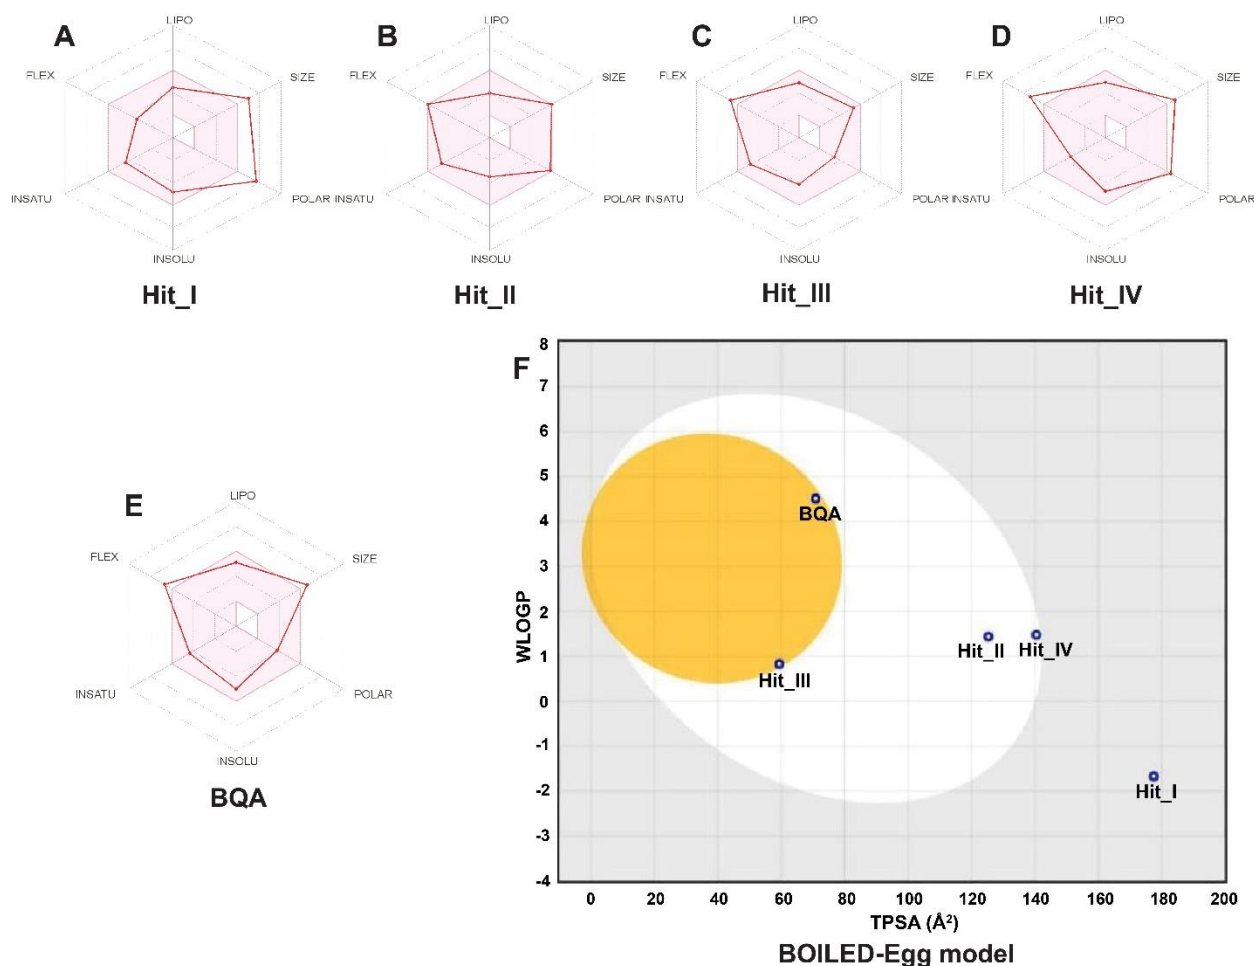 A
LIPO
FLEX
SIZE
INSATU
POLAR
INSOLU
Hit_I
B
LIPO
FLEX
SIZE
INSATU
POLAR
INSOLU
Hit_II
C
LIPO
FLEX
SIZE
INSATU
POLAR
INSOLU
Hit_III
D
LIPO
FLEX
SIZE
INSATU
POLAR
INSOLU
Hit_IV
E
LIPO
FLEX
SIZE
INSATU
POLAR
INSOLU
BQA
F
WLOGP
8
7
6
5
4
3
2
1
0
-1
-2
-3
-4
BQA
Hit_II
Hit_IV
Hit_III
Hit_I
0 20 40 60 80 100 120 140 160 180 200
TPSA (Å²)
BOILED-Egg model